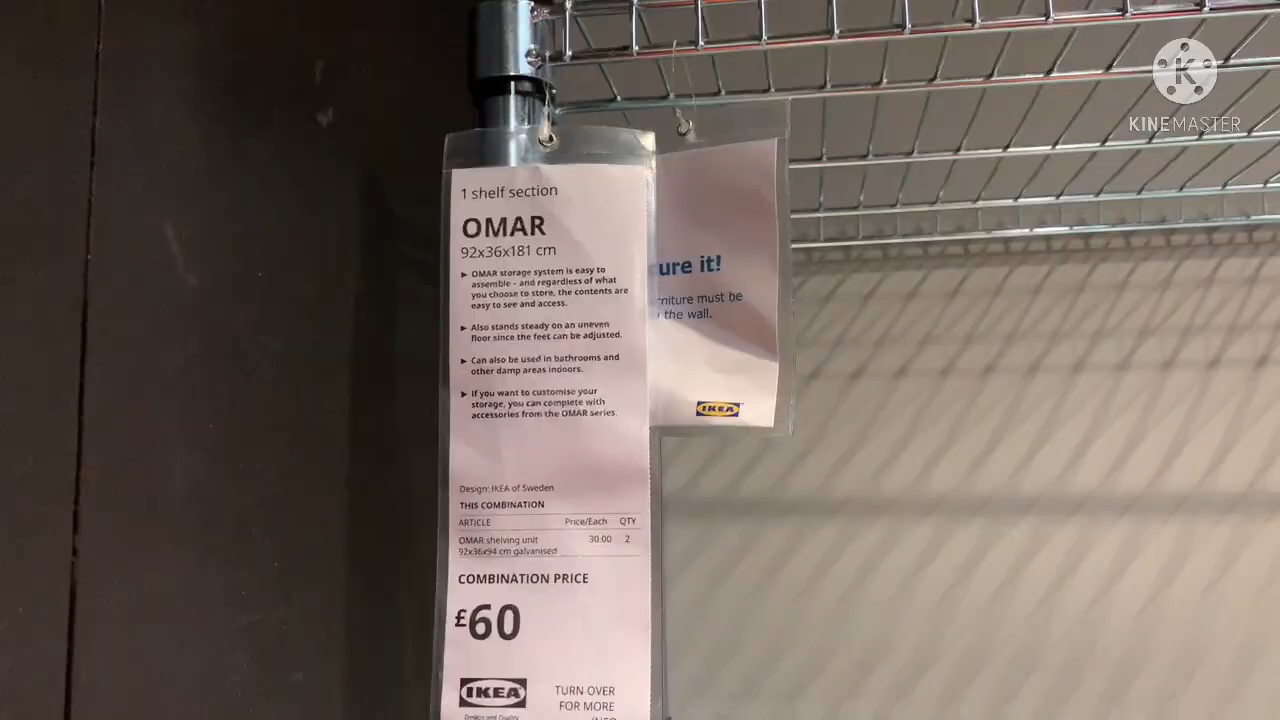 KINEMASTER
1 shelf section
OMAR
92x36x181 cm
▸ OMAR storage system is easy to
assemble – and regardless of what
you choose to store, the contents are
easy to see and access.
▸ Also stands steady on an uneven
floor since the feet can be adjusted.
▸ Can also be used in bathrooms and
other damp areas indoors.
▸ If you want to customise your
storage, you can complete with
accessories from the OMAR series.
Design: IKEA of Sweden
THIS COMBINATION
ARTICLE Price/Each QTY
OMAR shelving unit 30.00 2
92x36x94 cm galvanised
COMBINATION PRICE
£60
IKEA
Design and Quality
TURN OVER
FOR MORE
INFO
ure it!
must be
the wall.
IKEA